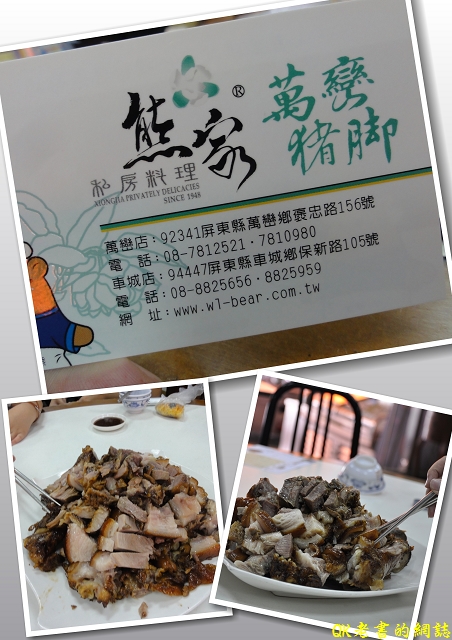 熊家®
私房料理
XIONGJIA PRIVATELY DELICACIES
SINCE 1948
萬巒
豬腳
萬巒店：92341屏東縣萬巒鄉褒忠路156號
電　話：08-7812521．7810980
車城店：94447屏東縣車城鄉保新路105號
電　話：08-8825656．8825959
網　址：www.wl-bear.com.tw
QK老書的網誌